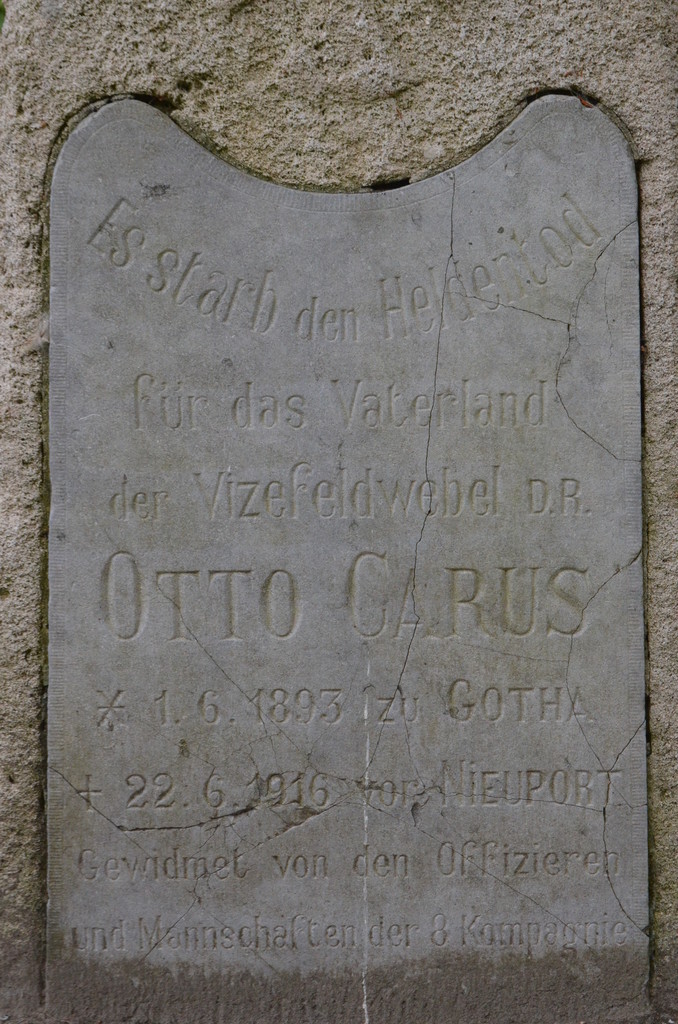 Es starb den Heldentod
für das Vaterland
der Vizefeldwebel D.R.
OTTO CARUS
* 1. 6. 1893 zu GOTHA
+ 22. 6. 1916 vor NIEUPORT.
Gewidmet von den Offizieren
und Mannschaften der 8 Kompagnie